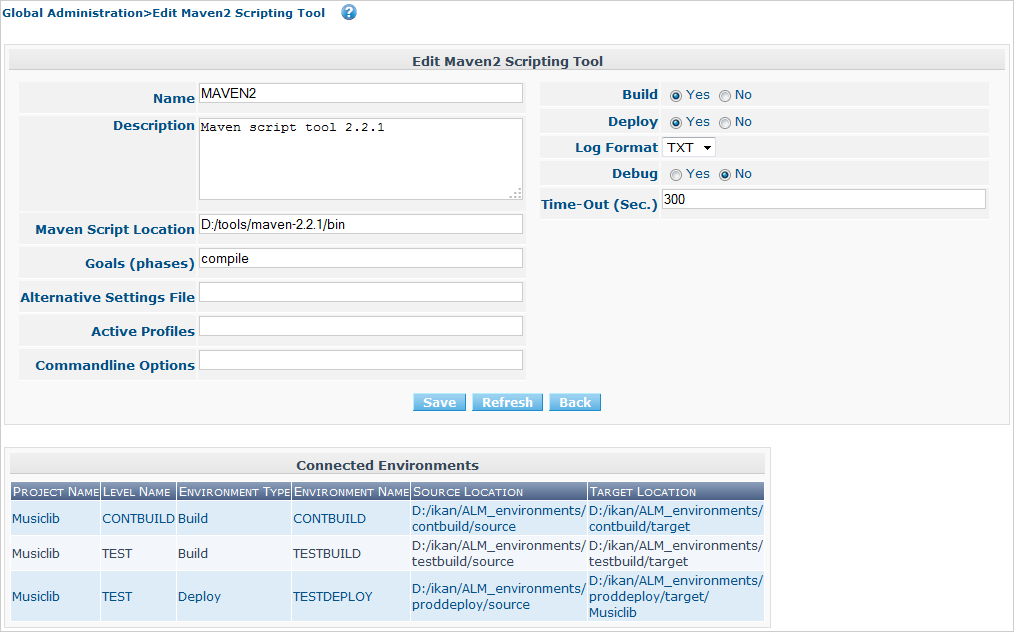 Global Administration>Edit Maven2 Scripting Tool ?
Edit Maven2 Scripting Tool
Name MAVEN2
Description Maven script tool 2.2.1
Maven Script Location D:/tools/maven-2.2.1/bin
Goals (phases) compile
Alternative Settings File
Active Profiles
Commandline Options
Build Yes No
Deploy Yes No
Log Format TXT
Debug Yes No
Time-Out (Sec.) 300
Save Refresh Back
Connected Environments
PROJECT NAME LEVEL NAME ENVIRONMENT TYPE ENVIRONMENT NAME SOURCE LOCATION TARGET LOCATION
Musiclib CONTBUILD Build CONTBUILD D:/ikan/ALM_environments/ D:/ikan/ALM_environments/
contbuild/source contbuild/target
Musiclib TEST Build TESTBUILD D:/ikan/ALM_environments/ D:/ikan/ALM_environments/
testbuild/source testbuild/target
Musiclib TEST Deploy TESTDEPLOY D:/ikan/ALM_environments/ D:/ikan/ALM_environments/
proddeploy/source proddeploy/target/
Musiclib